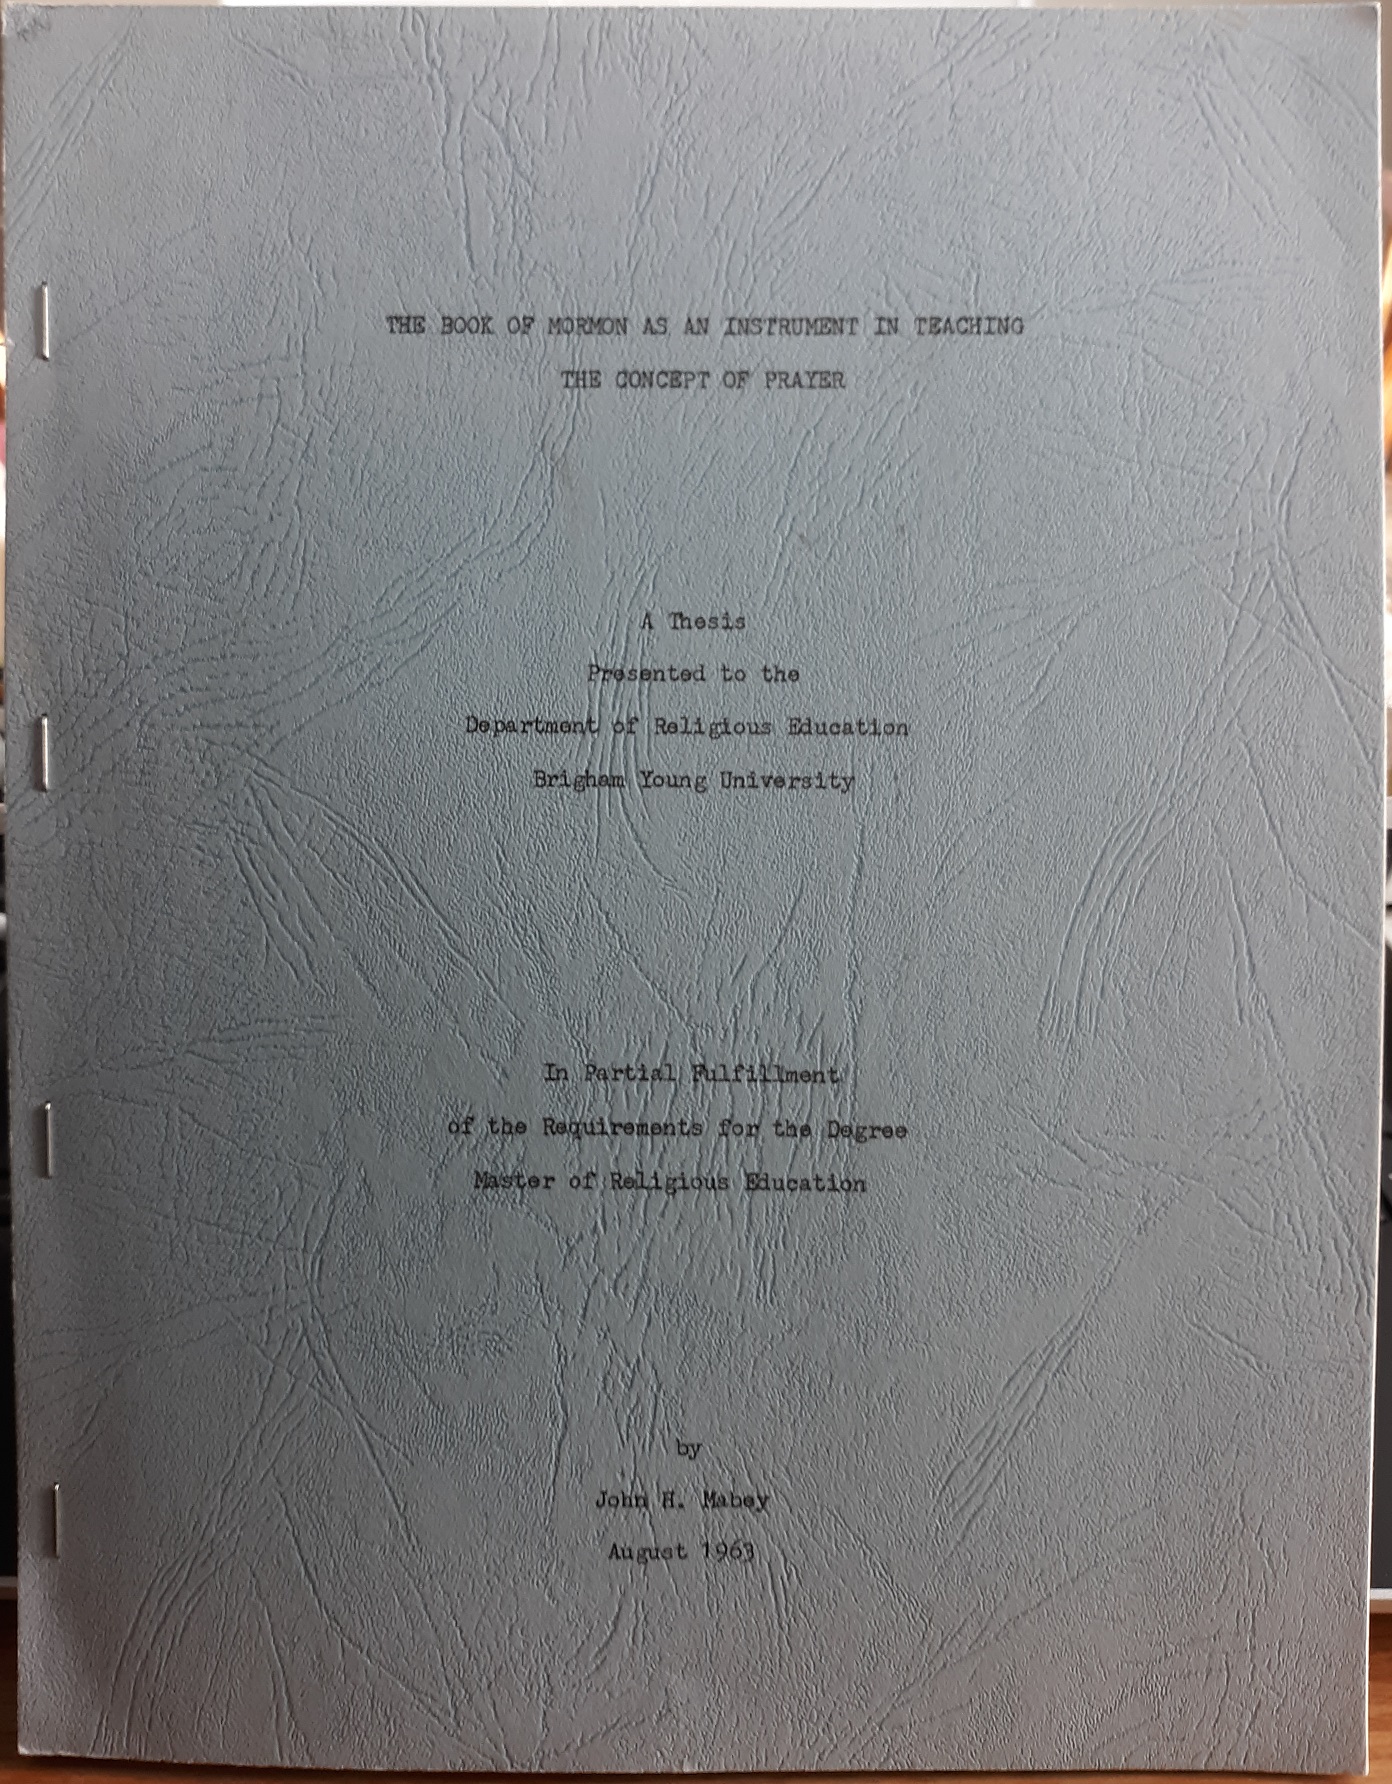 THE BOOK OF MORMON AS AN INSTRUMENT IN TEACHING
THE CONCEPT OF PRAYER
A Thesis
Presented to the
Department of Religious Education
Brigham Young University
In Partial Fulfillment
of the Requirements for the Degree
Master of Religious Education
by
John H. Mabey
August 1963